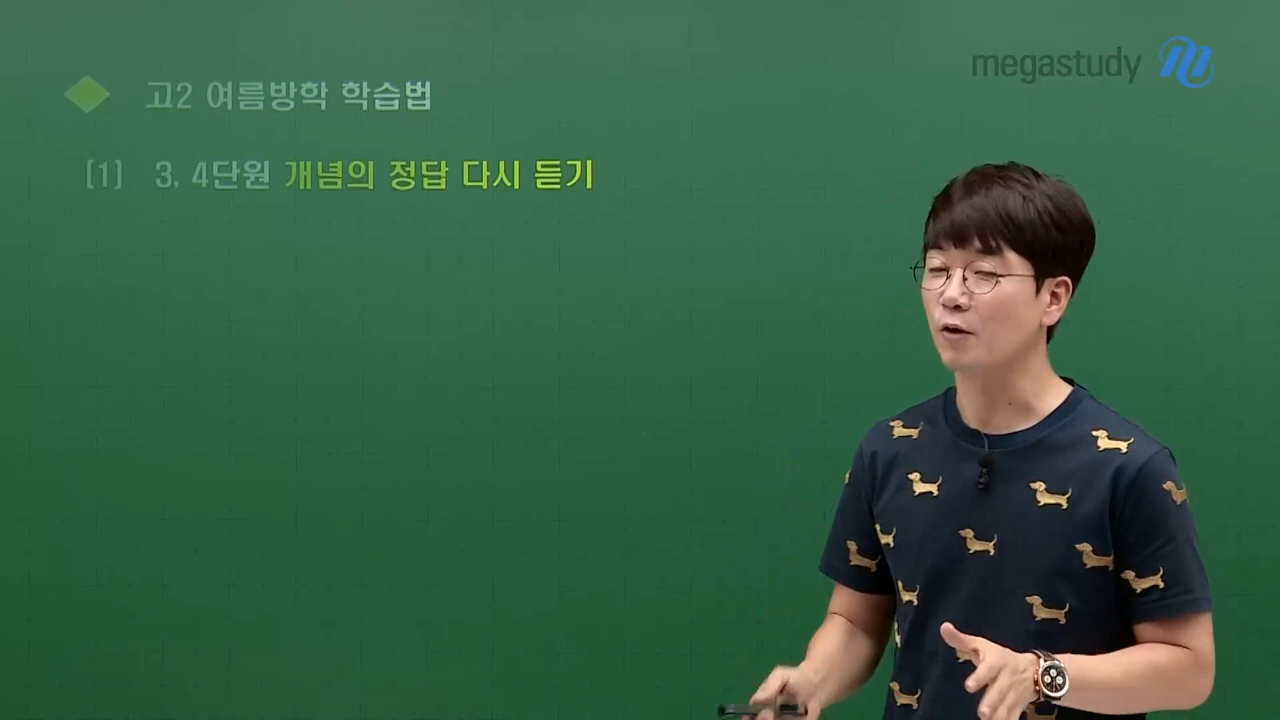 megastudy
고2 여름방학 학습법
(1) 3, 4단원 개념의 정답 다시 듣기